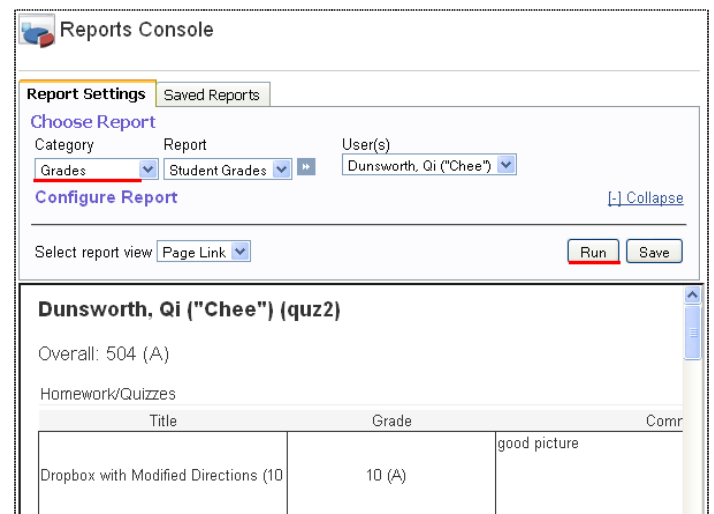 Reports Console
Report Settings Saved Reports
Choose Report
Category Report User(s)
Grades Student Grades Dunsworth, Qi ("Chee")
Configure Report [-] Collapse
Select report view Page Link Run Save
Dunsworth, Qi ("Chee") (quz2)
Overall: 504 (A)
Homework/Quizzes
Title Grade Comr
good picture
Dropbox with Modified Directions (10 10 (A)